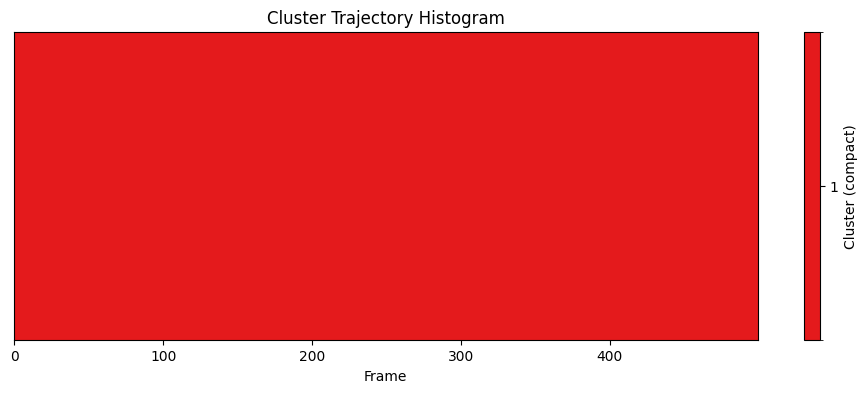 Cluster Trajectory Histogram
1
Cluster (compact)
0 100 200 300 400
Frame